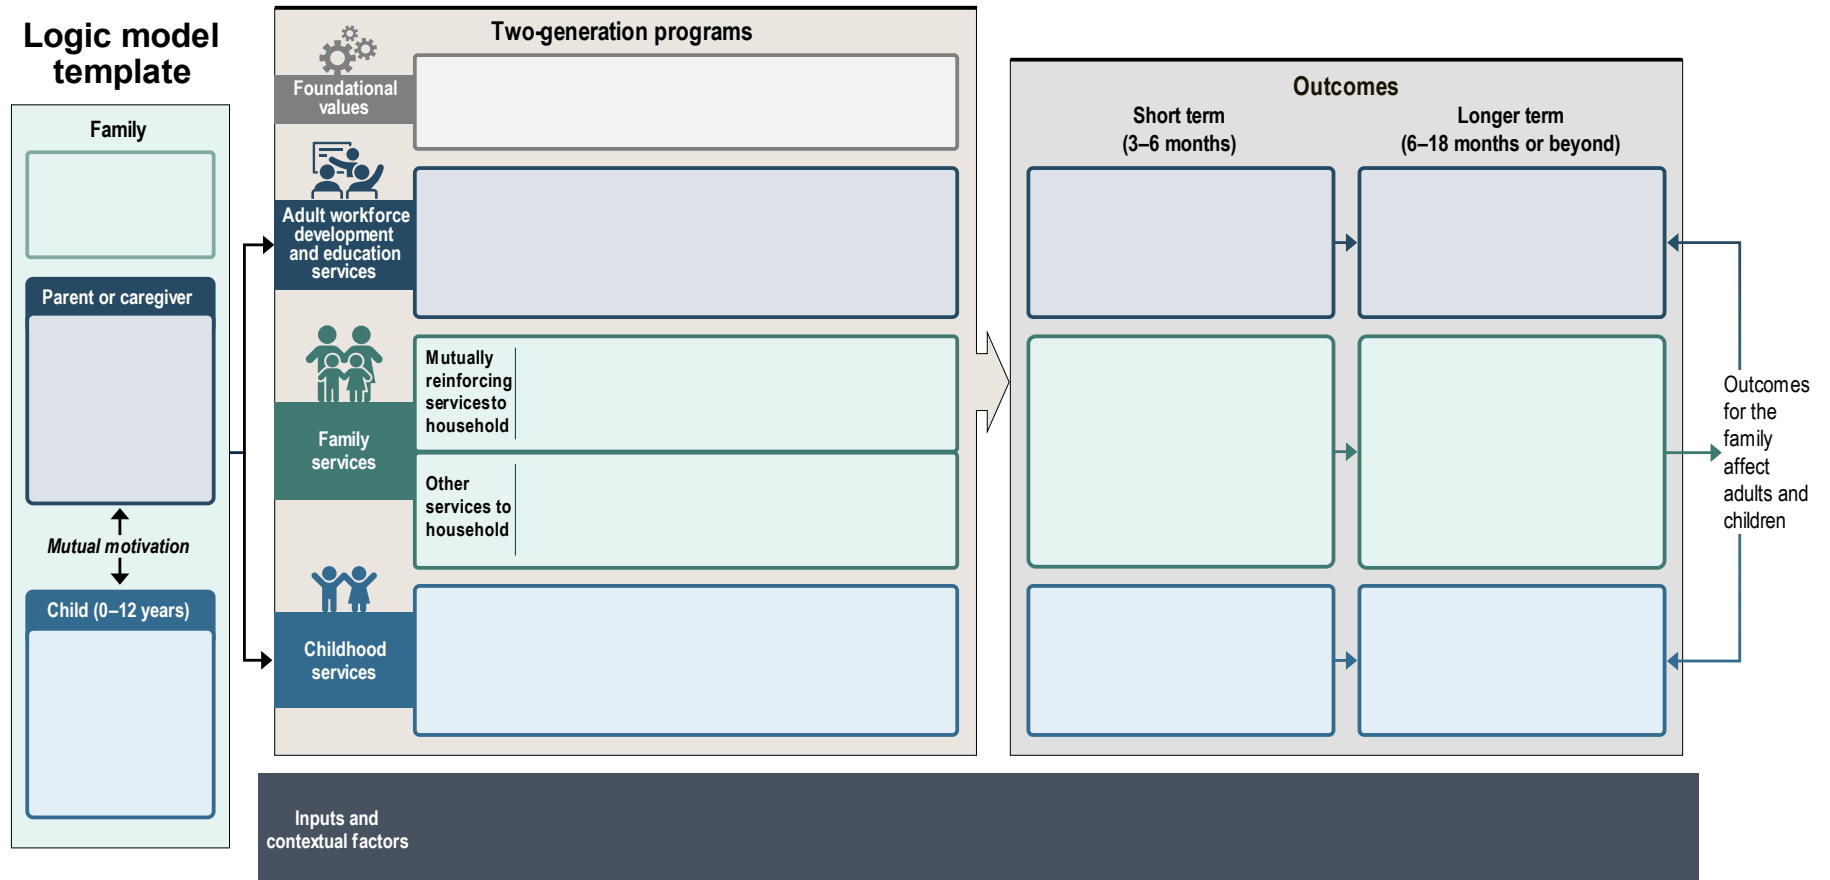 Logic model
template
Family
Parent or caregiver
Mutual motivation
Child (0–12 years)
Two-generation programs
Foundational
values
Adult workforce
development
and education
services
Mutually
reinforcing
services to
household
Family
services
Other
services to
household
Childhood
services
Outcomes
Short term
(3–6 months)
Longer term
(6–18 months or beyond)
Outcomes
for the
family
affect
adults and
children
Inputs and
contextual factors